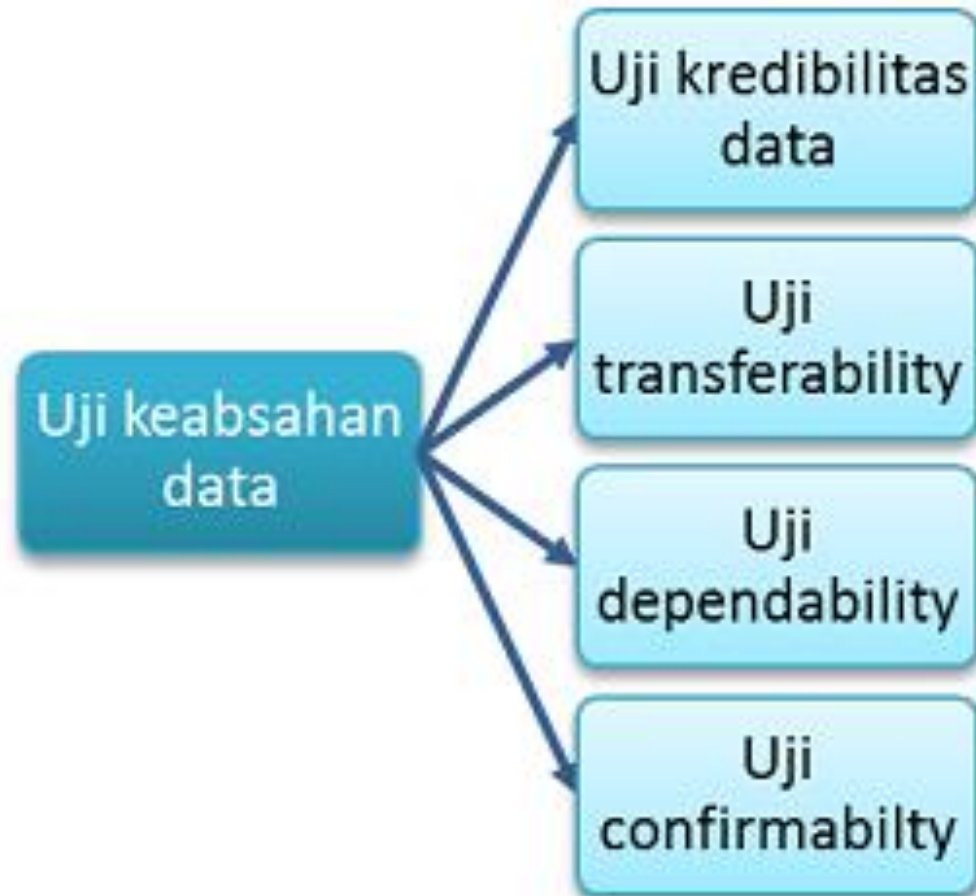 Uji keabsahan
data
Uji kredibilitas
data
Uji
transferability
Uji
dependability
Uji
confirmabilty